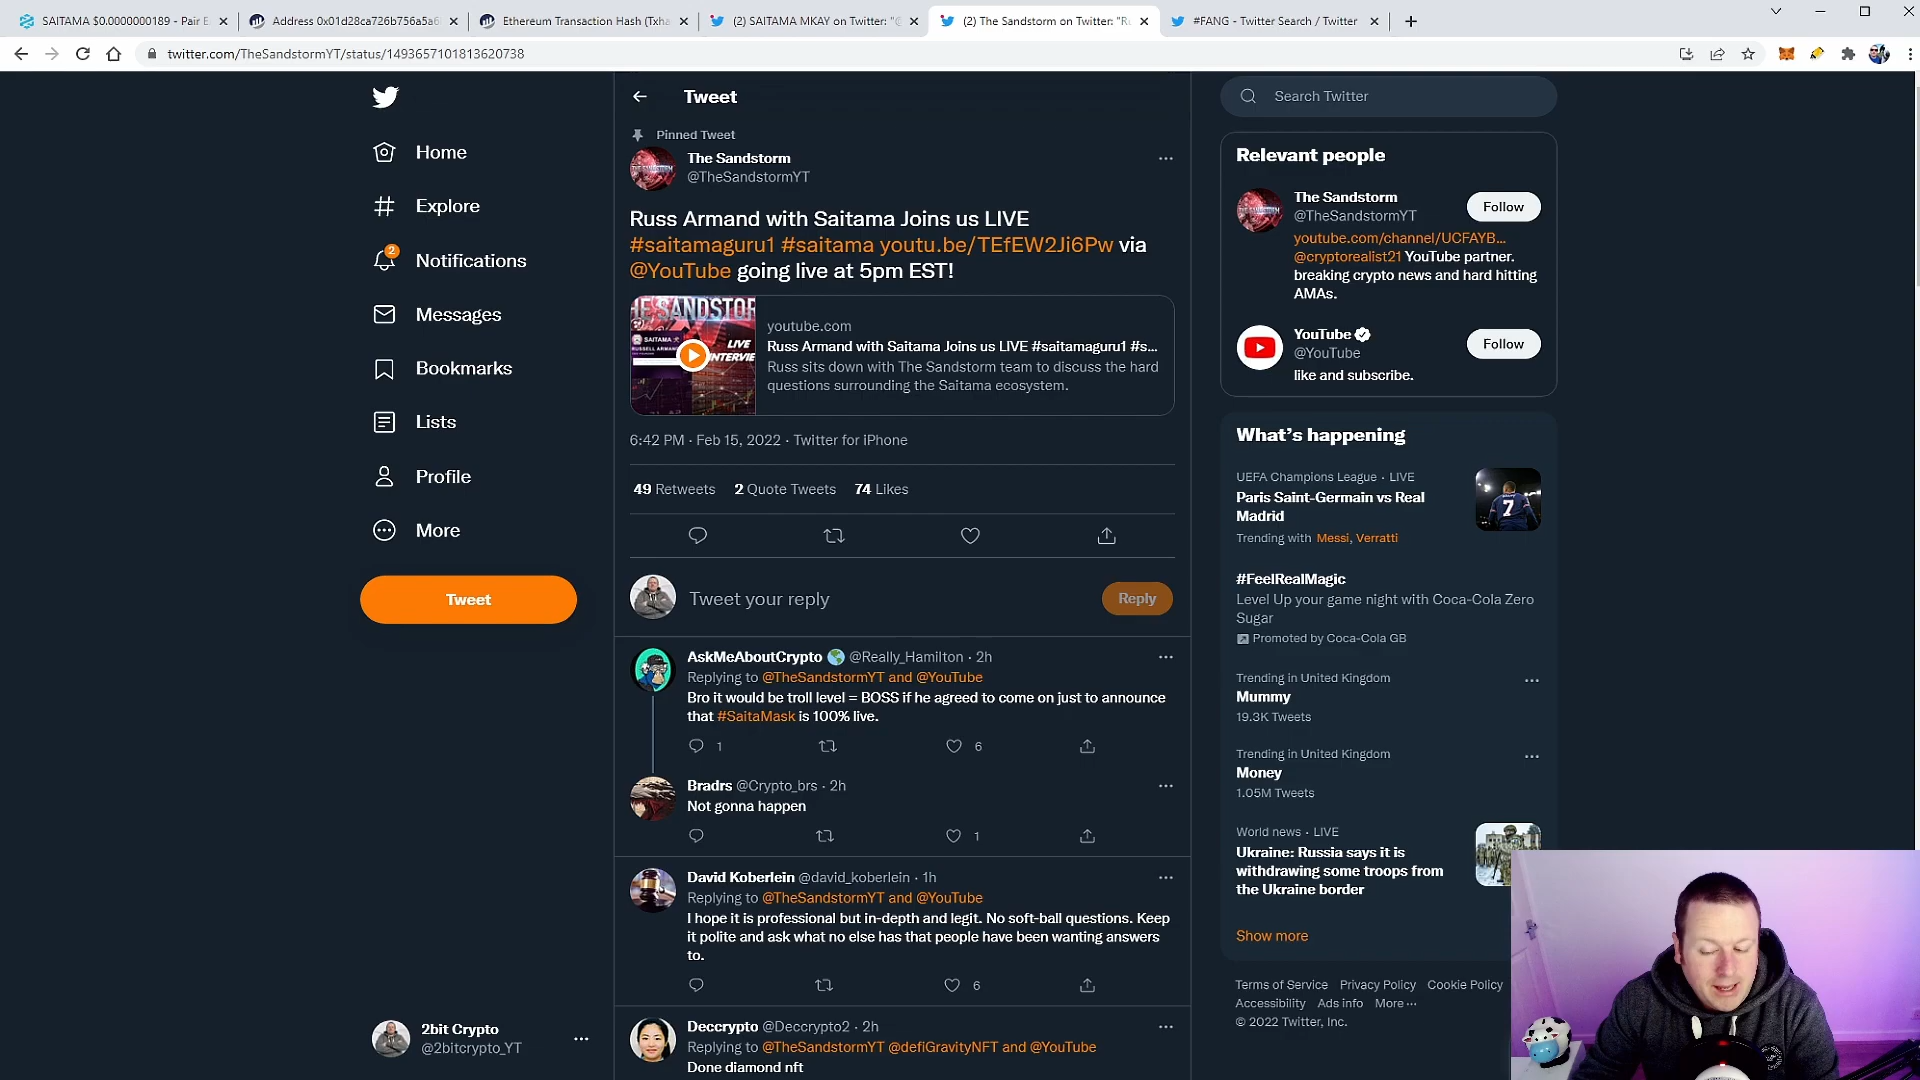 SAITAMA $0.0000000189 - Pair E
Address 0x01d28ca726b756a5a6
Ethereum Transaction Hash (Txha
(2) SAITAMA MKAY on Twitter: "@
(2) The Sandstorm on Twitter: "Ru
#FANG - Twitter Search / Twitter
twitter.com/TheSandstormYT/status/1493657101813620738
Home
Explore
2
Notifications
Messages
Bookmarks
Lists
Profile
More
Tweet
2bit Crypto
@2bitcrypto_YT
Tweet
Pinned Tweet
The Sandstorm
@TheSandstormYT
Russ Armand with Saitama Joins us LIVE
#saitamaguru1 #saitama youtu.be/TEfEW2Ji6Pw via
@YouTube going live at 5pm EST!
HE SANDSTOR
SAITAMA
RUSSELL ARMAN
LIVE
INTERVIE
youtube.com
Russ Armand with Saitama Joins us LIVE #saitamaguru1 #s...
Russ sits down with The Sandstorm team to discuss the hard
questions surrounding the Saitama ecosystem.
6:42 PM · Feb 15, 2022 · Twitter for iPhone
49 Retweets 2 Quote Tweets 74 Likes
Tweet your reply
Reply
AskMeAboutCrypto @Really_Hamilton · 2h
Replying to @TheSandstormYT and @YouTube
Bro it would be troll level = BOSS if he agreed to come on just to announce
that #SaitaMask is 100% live.
1 6
Bradrs @Crypto_brs · 2h
Not gonna happen
1
David Koberlein @david_koberlein · 1h
Replying to @TheSandstormYT and @YouTube
I hope it is professional but in-depth and legit. No soft-ball questions. Keep
it polite and ask what no else has that people have been wanting answers
to.
6
Deccrypto @Deccrypto2 · 2h
Replying to @TheSandstormYT @defiGravityNFT and @YouTube
Done diamond nft
Search Twitter
Relevant people
The Sandstorm
@TheSandstormYT
Follow
youtube.com/channel/UCFAYB...
@cryptorealist21 YouTube partner.
breaking crypto news and hard hitting
AMAs.
YouTube
@YouTube
Follow
like and subscribe.
What's happening
UEFA Champions League · LIVE
Paris Saint-Germain vs Real
Madrid
Trending with Messi, Verratti
7
#FeelRealMagic
Level Up your game night with Coca-Cola Zero
Sugar
Promoted by Coca-Cola GB
Trending in United Kingdom
Mummy
19.3K Tweets
Trending in United Kingdom
Money
1.05M Tweets
World news · LIVE
Ukraine: Russia says it is
withdrawing some troops from
the Ukraine border
Show more
Terms of Service Privacy Policy Cookie Policy
Accessibility Ads info More ···
© 2022 Twitter, Inc.